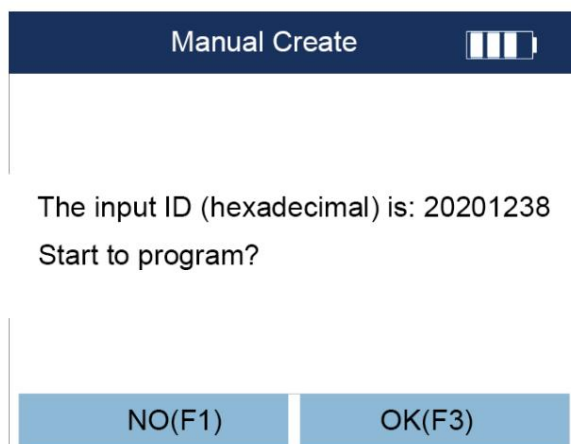 Manual Create
The input ID (hexadecimal) is: 20201238
Start to program?
NO(F1)
OK(F3)